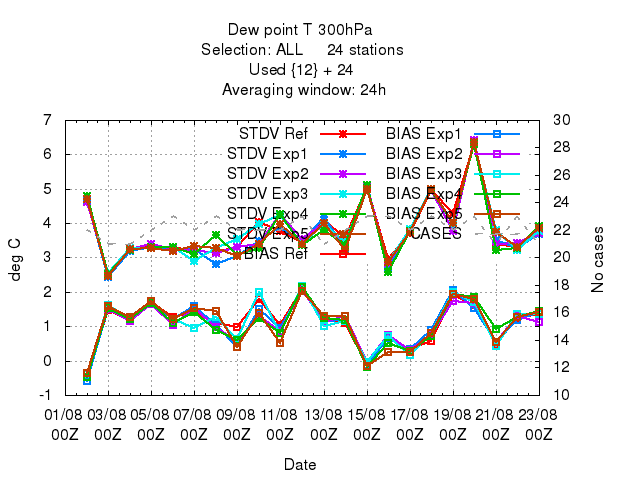 Dew point T 300hPa
Selection: ALL 24 stations
Used {12} + 24
Averaging window: 24h
7
6
5
4
3
2
1
0
-1
deg C
30
28
26
24
22
20
18
16
14
12
10
No cases
STDV Ref
STDV Exp1
STDV Exp2
STDV Exp3
STDV Exp4
STDV Exp5
BIAS Ref
BIAS Exp1
BIAS Exp2
BIAS Exp3
BIAS Exp4
BIAS Exp5
CASES
01/08 03/08 05/08 07/08 09/08 11/08 13/08 15/08 17/08 19/08 21/08 23/08
00Z 00Z 00Z 00Z 00Z 00Z 00Z 00Z 00Z 00Z 00Z 00Z
Date